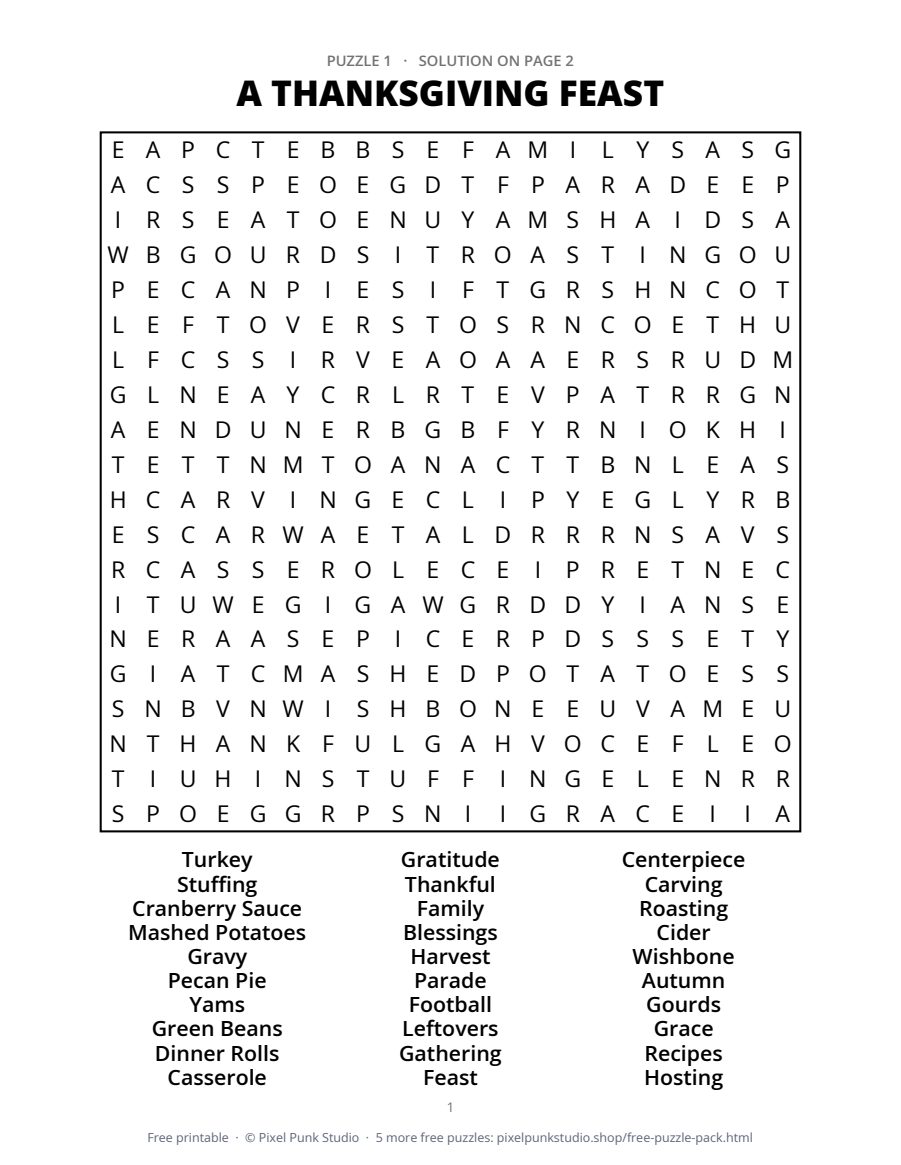 PUZZLE 1 · SOLUTION ON PAGE 2
A THANKSGIVING FEAST
E A P C T E B B S E F A M I L Y S A S G
A C S S P E O E G D T F P A R A D E E P
I R S E A T O E N U Y A M S H A I D S A
W B G O U R D S I T R O A S T I N G O U
P E C A N P I E S I F T G R S H N C O T
L E F T O V E R S T O S R N C O E T H U
L F C S S I R V E A O A A E R S R U D M
G L N E A Y C R L R T E V P A T R R G N
A E N D U N E R B G B F Y R N I O K H I
T E T T N M T O A N A C T T B N L E A S
H C A R V I N G E C L I P Y E G L Y R B
E S C A R W A E T A L D R R R N S A V S
R C A S S E R O L E C E I P R E T N E C
I T U W E G I G A W G R D D Y I A N S E
N E R A A S E P I C E R P D S S S E T Y
G I A T C M A S H E D P O T A T O E S S
S N B V N W I S H B O N E E U V A M E U
N T H A N K F U L G A H V O C E F L E O
T I U H I N S T U F F I N G E L E N R R
S P O E G G R P S N I I G R A C E I I A
Turkey Gratitude Centerpiece
Stuffing Thankful Carving
Cranberry Sauce Family Roasting
Mashed Potatoes Blessings Cider
Gravy Harvest Wishbone
Pecan Pie Parade Autumn
Yams Football Gourds
Green Beans Leftovers Grace
Dinner Rolls Gathering Recipes
Casserole Feast Hosting
1
Free printable · © Pixel Punk Studio · 5 more free puzzles: pixelpunkstudio.shop/free-puzzle-pack.html